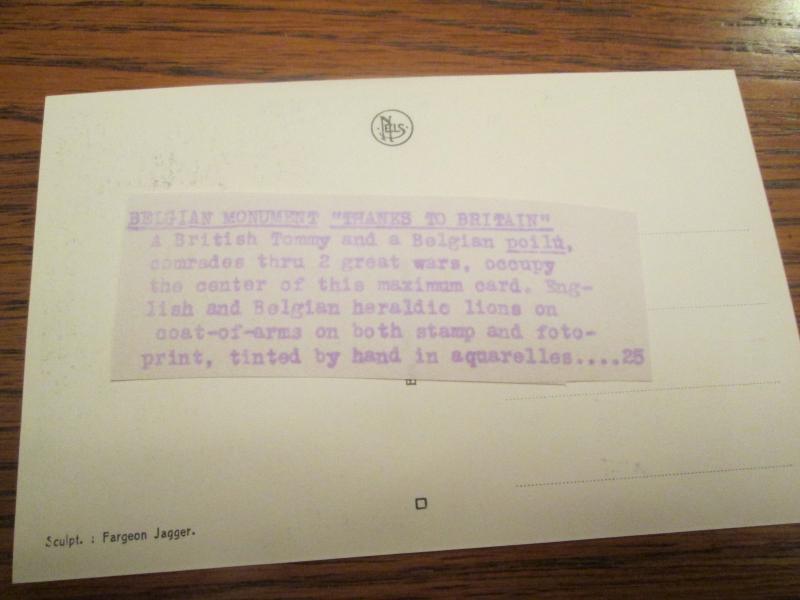 NELS
BELGIAN MONUMENT "THANKS TO BRITAIN"
A British Tommy and a Belgian poilu,
comrades thru 2 great wars, occupy
the center of this maximum card. Eng-
lish and Belgian heraldic lions on
coat-of-arms on both stamp and foto-
print, tinted by hand in aquarelles....25
E
Sculpt. : Fargeon Jagger.